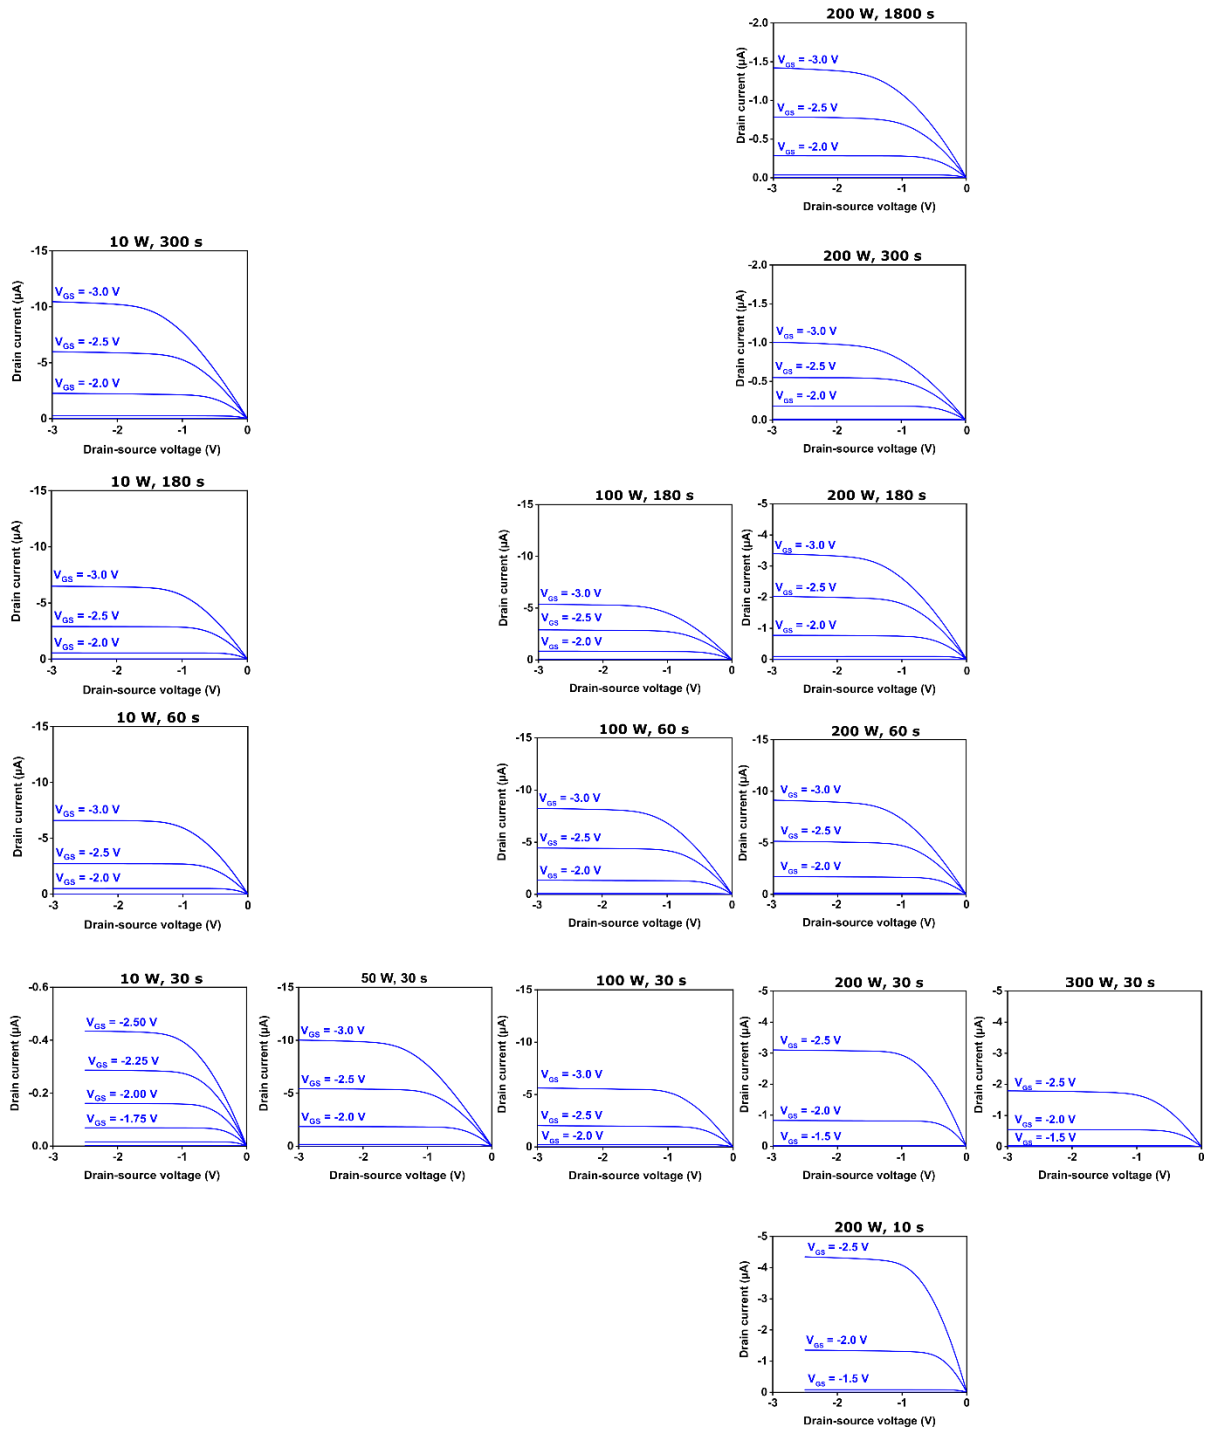 200 W, 1800 s
Drain current (µA)
-2.0
-1.5
-1.0
-0.5
0.0
VGS = -3.0 V
VGS = -2.5 V
VGS = -2.0 V
-3 -2 -1 0
Drain-source voltage (V)
10 W, 300 s
Drain current (µA)
-15
-10
-5
0
VGS = -3.0 V
VGS = -2.5 V
VGS = -2.0 V
-3 -2 -1 0
Drain-source voltage (V)
200 W, 300 s
Drain current (µA)
-2.0
-1.5
-1.0
-0.5
0.0
VGS = -3.0 V
VGS = -2.5 V
VGS = -2.0 V
-3 -2 -1 0
Drain-source voltage (V)
10 W, 180 s
Drain current (µA)
-15
-10
-5
0
VGS = -3.0 V
VGS = -2.5 V
VGS = -2.0 V
-3 -2 -1 0
Drain-source voltage (V)
100 W, 180 s
Drain current (µA)
-15
-10
-5
0
VGS = -3.0 V
VGS = -2.5 V
VGS = -2.0 V
-3 -2 -1 0
Drain-source voltage (V)
200 W, 180 s
Drain current (µA)
-5
-4
-3
-2
-1
0
VGS = -3.0 V
VGS = -2.5 V
VGS = -2.0 V
-3 -2 -1 0
Drain-source voltage (V)
10 W, 60 s
Drain current (µA)
-15
-10
-5
0
VGS = -3.0 V
VGS = -2.5 V
VGS = -2.0 V
-3 -2 -1 0
Drain-source voltage (V)
100 W, 60 s
Drain current (µA)
-15
-10
-5
0
VGS = -3.0 V
VGS = -2.5 V
VGS = -2.0 V
-3 -2 -1 0
Drain-source voltage (V)
200 W, 60 s
Drain current (µA)
-15
-10
-5
0
VGS = -3.0 V
VGS = -2.5 V
VGS = -2.0 V
-3 -2 -1 0
Drain-source voltage (V)
10 W, 30 s
Drain current (µA)
-0.6
-0.4
-0.2
0.0
VGS = -2.50 V
VGS = -2.25 V
VGS = -2.00 V
VGS = -1.75 V
-3 -2 -1 0
Drain-source voltage (V)
50 W, 30 s
Drain current (µA)
-15
-10
-5
0
VGS = -3.0 V
VGS = -2.5 V
VGS = -2.0 V
-3 -2 -1 0
Drain-source voltage (V)
100 W, 30 s
Drain current (µA)
-15
-10
-5
0
VGS = -3.0 V
VGS = -2.5 V
VGS = -2.0 V
-3 -2 -1 0
Drain-source voltage (V)
200 W, 30 s
Drain current (µA)
-5
-4
-3
-2
-1
0
VGS = -2.5 V
VGS = -2.0 V
VGS = -1.5 V
-3 -2 -1 0
Drain-source voltage (V)
300 W, 30 s
Drain current (µA)
-5
-4
-3
-2
-1
0
VGS = -2.5 V
VGS = -2.0 V
VGS = -1.5 V
-3 -2 -1 0
Drain-source voltage (V)
200 W, 10 s
Drain current (µA)
-5
-4
-3
-2
-1
0
VGS = -2.5 V
VGS = -2.0 V
VGS = -1.5 V
-3 -2 -1 0
Drain-source voltage (V)